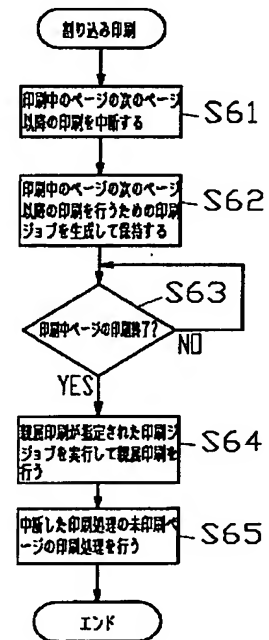 割り込み印刷
印刷中のページの次のページ
以降の印刷を中断する
S61
印刷中のページの次のページ
以降の印刷を行うための印刷
ジョブを生成して保持する
S62
印刷中ページの印刷終了?
S63
NO
YES
親展印刷が指定された印刷ジ
ョブを実行して親展印刷を
行う
S64
中断した印刷処理の未印刷ペ
ージの印刷処理を行う
S65
エンド